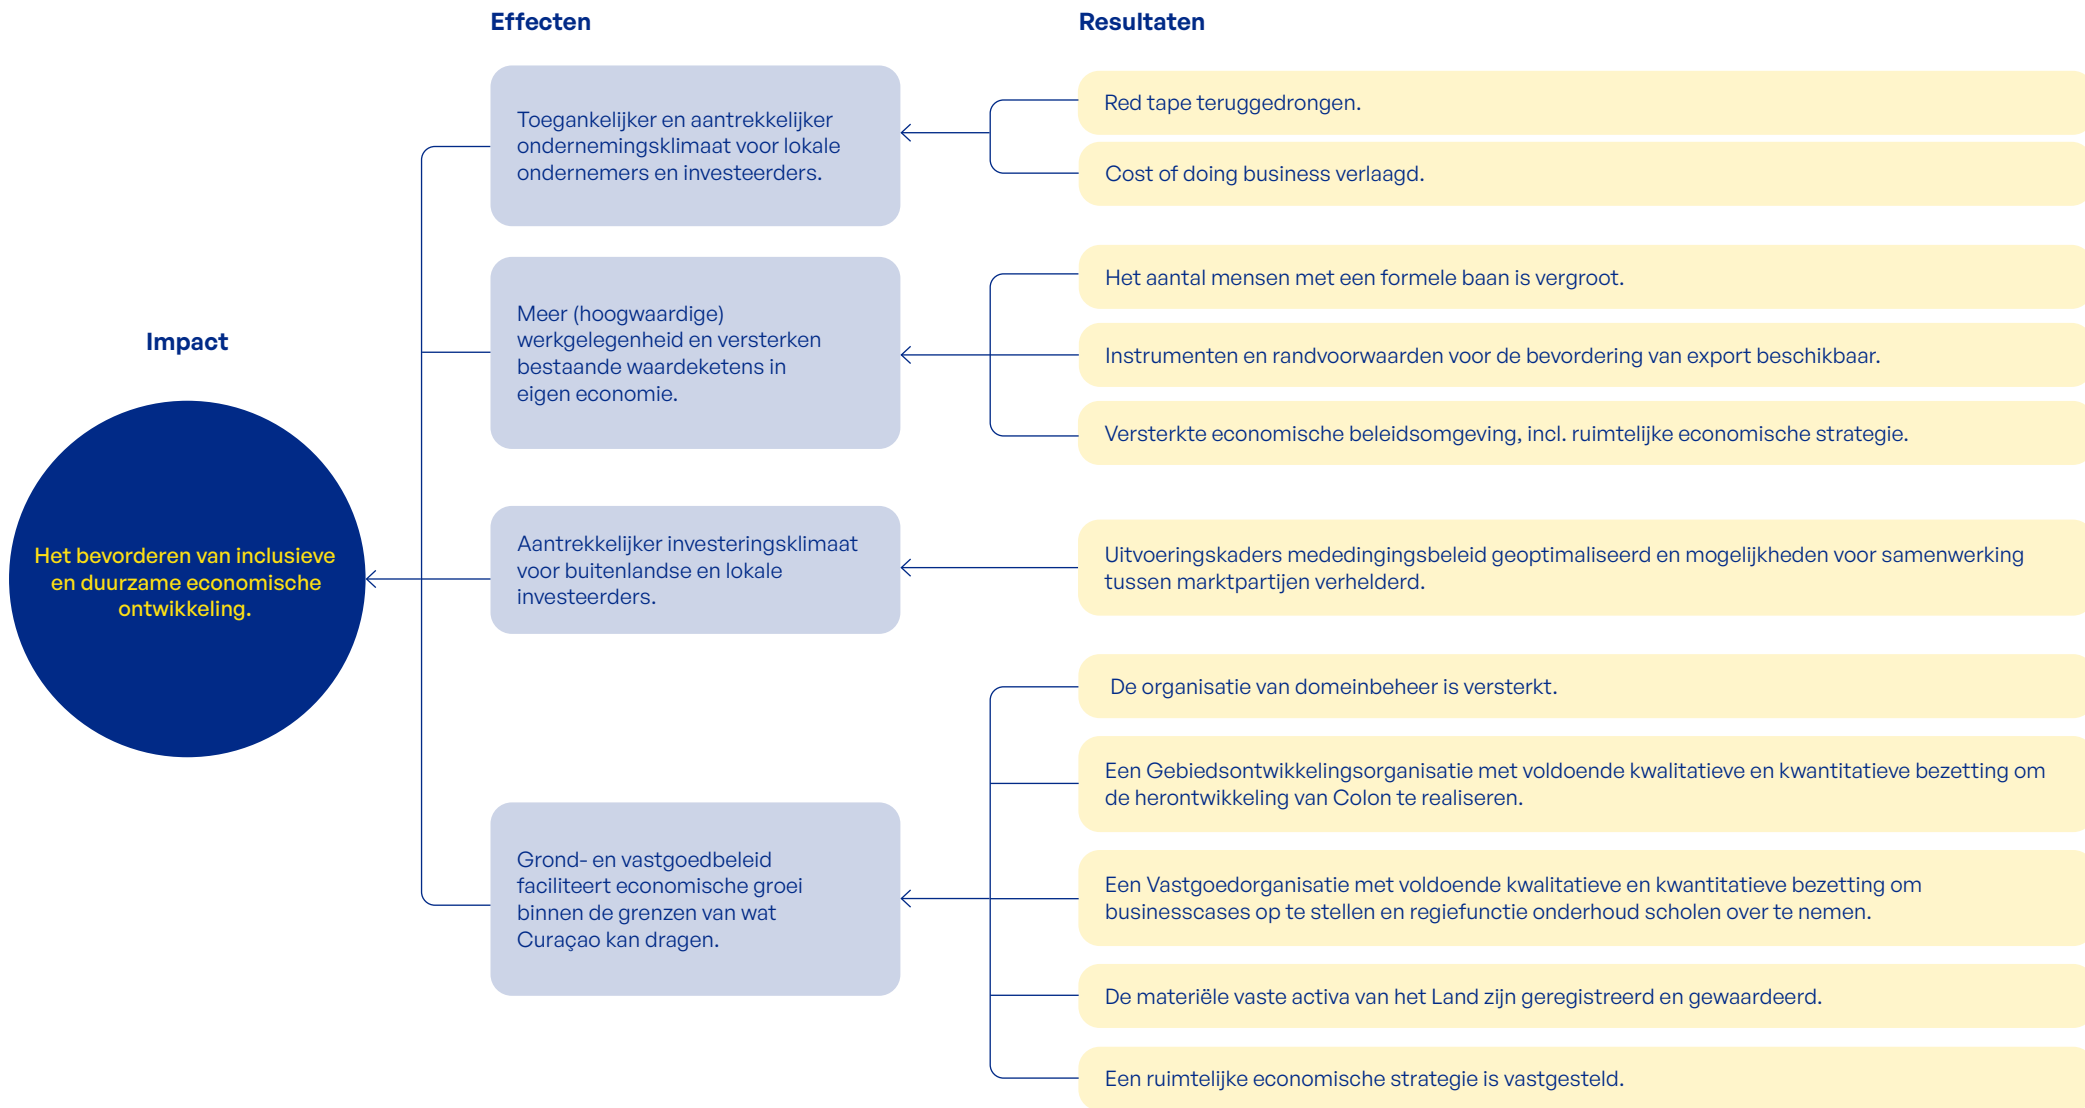 Effecten
Resultaten
Impact
Het bevorderen van inclusieve
en duurzame economische
ontwikkeling.
Toegankelijker en aantrekkelijker
ondernemingsklimaat voor lokale
ondernemers en investeerders.
Red tape teruggedrongen.
Cost of doing business verlaagd.
Meer (hoogwaardige)
werkgelegenheid en versterken
bestaande waardeketens in
eigen economie.
Het aantal mensen met een formele baan is vergroot.
Instrumenten en randvoorwaarden voor de bevordering van export beschikbaar.
Versterkte economische beleidsomgeving, incl. ruimtelijke economische strategie.
Aantrekkelijker investeringsklimaat
voor buitenlandse en lokale
investeerders.
Uitvoeringskaders mededingingsbeleid geoptimaliseerd en mogelijkheden voor samenwerking
tussen marktpartijen verhelderd.
Grond- en vastgoedbeleid
faciliteert economische groei
binnen de grenzen van wat
Curaçao kan dragen.
De organisatie van domeinbeheer is versterkt.
Een Gebiedsontwikkelingsorganisatie met voldoende kwalitatieve en kwantitatieve bezetting om
de herontwikkeling van Colon te realiseren.
Een Vastgoedorganisatie met voldoende kwalitatieve en kwantitatieve bezetting om
businesscases op te stellen en regiefunctie onderhoud scholen over te nemen.
De materiële vaste activa van het Land zijn geregistreerd en gewaardeerd.
Een ruimtelijke economische strategie is vastgesteld.